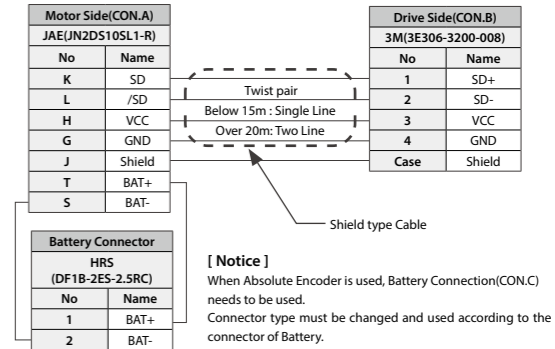 Motor Side(CON.A)
JAE(JN2DS10SL1-R)
No Name
K SD
L /SD
H VCC
G GND
J Shield
T BAT+
S BAT-
Twist pair
Below 15m : Single Line
Over 20m: Two Line
Drive Side(CON.B)
3M(3E306-3200-008)
No Name
1 SD+
2 SD-
3 VCC
4 GND
Case Shield
Shield type Cable
Battery Connector
HRS
(DF1B-2ES-2.5RC)
No Name
1 BAT+
2 BAT-
[ Notice ]
When Absolute Encoder is used, Battery Connection(CON.C)
needs to be used.
Connector type must be changed and used according to the
connector of Battery.